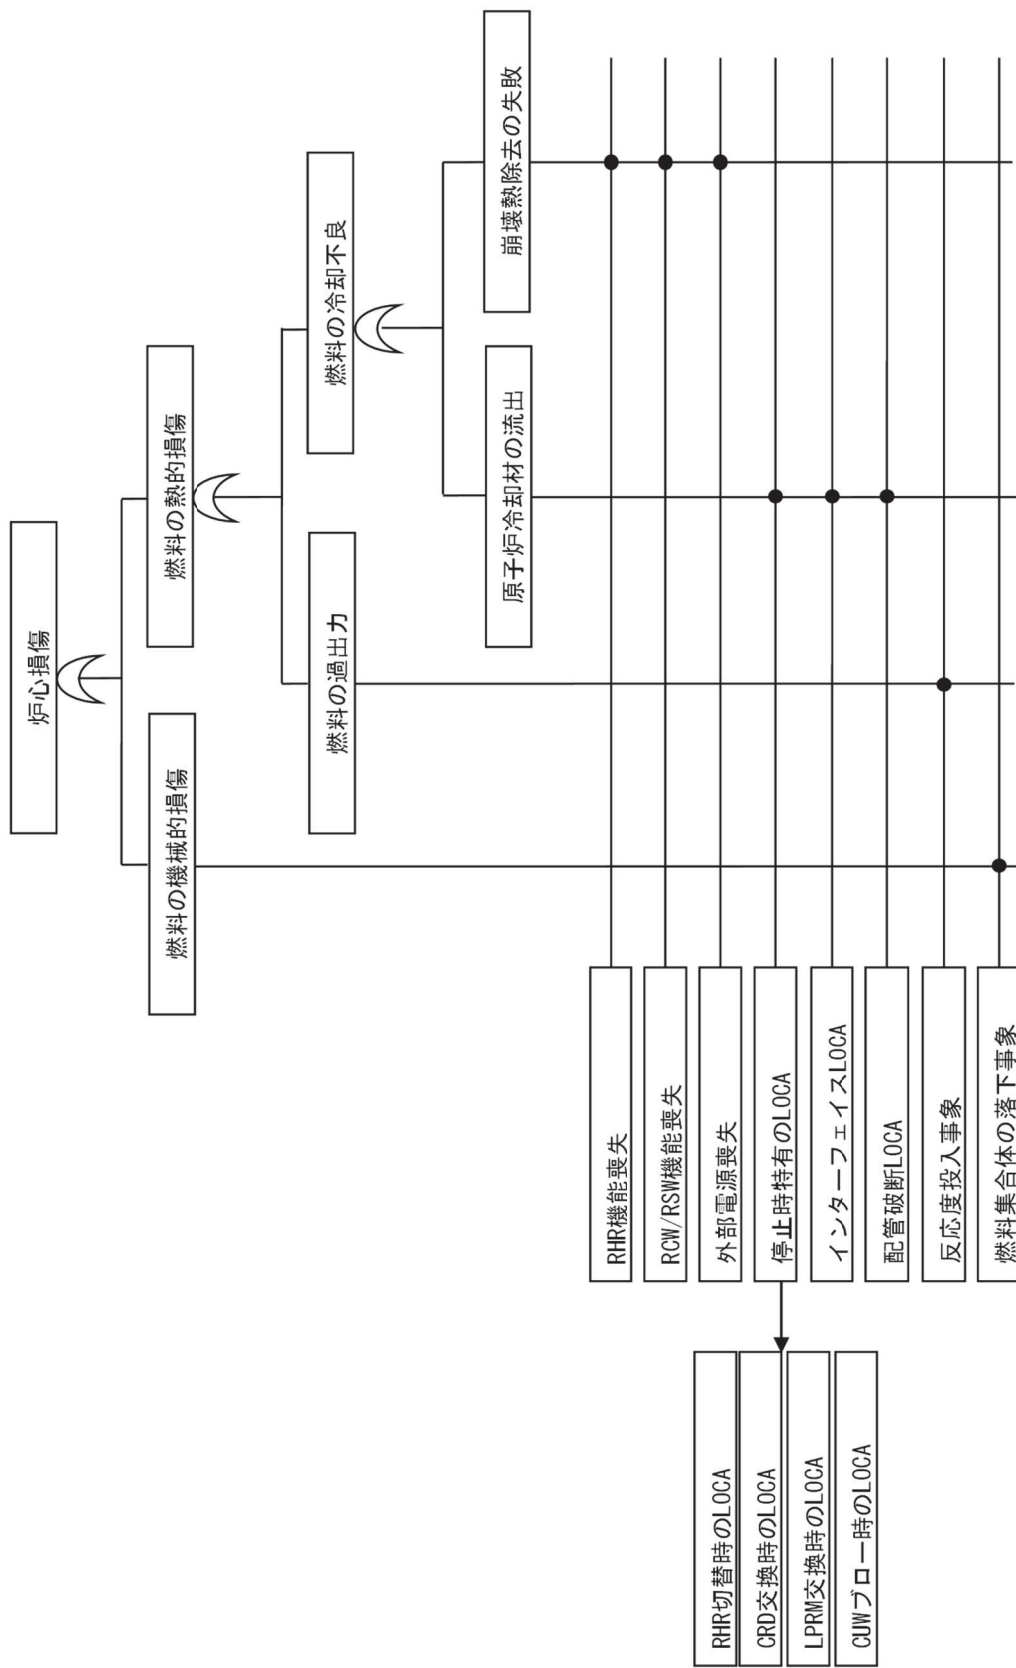 炉心損傷
燃料の機械的損傷
燃料の熱的損傷
燃料の過出力
燃料の冷却不良
原子炉冷却材の流出
崩壊熱除去の失敗
RHR機能喪失
RCW/RSW機能喪失
外部電源喪失
停止時特有のLOCA
インターフェイスLOCA
配管破断LOCA
反応度投入事象
燃料集合体の落下事象
RHR切替時のLOCA
CRD交換時のLOCA
LPRM交換時のLOCA
CUWブロー時のLOCA